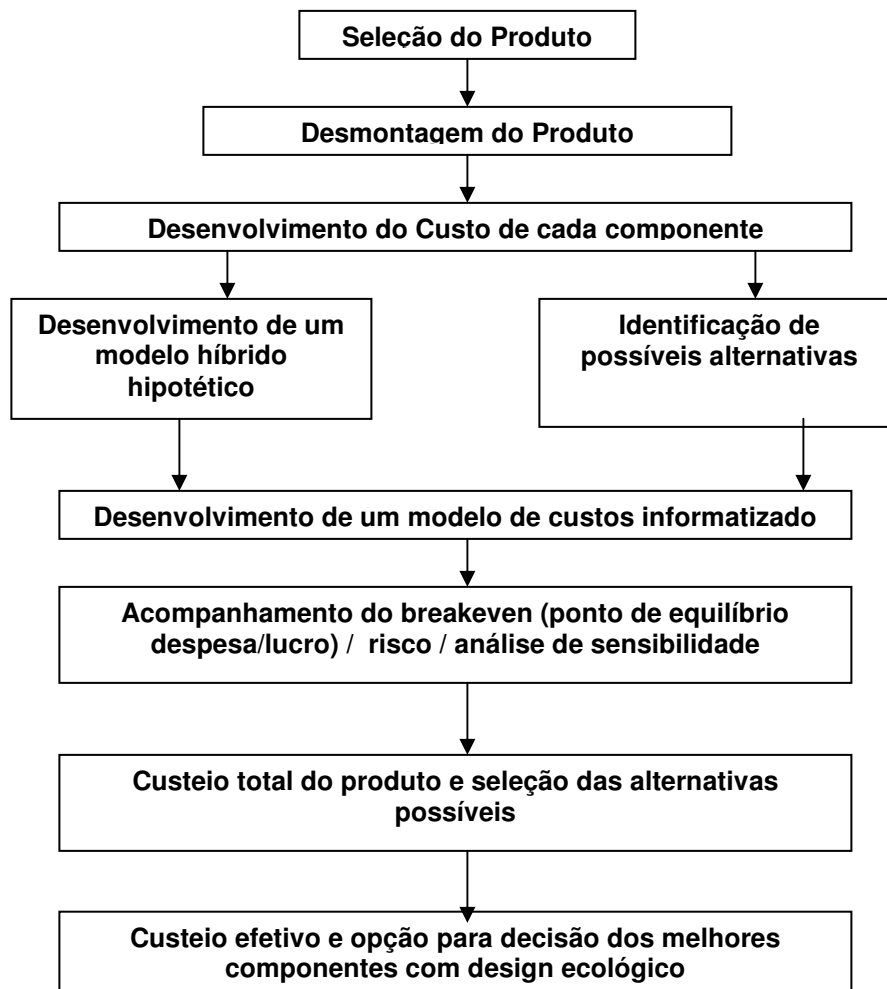 Seleção do Produto
Desmontagem do Produto
Desenvolvimento do Custo de cada componente
Desenvolvimento de um
modelo híbrido
hipotético
Identificação de
possíveis alternativas
Desenvolvimento de um modelo de custos informatizado
Acompanhamento do breakeven (ponto de equilíbrio
despesa/lucro) / risco / análise de sensibilidade
Custeio total do produto e seleção das alternativas
possíveis
Custeio efetivo e opção para decisão dos melhores
componentes com design ecológico